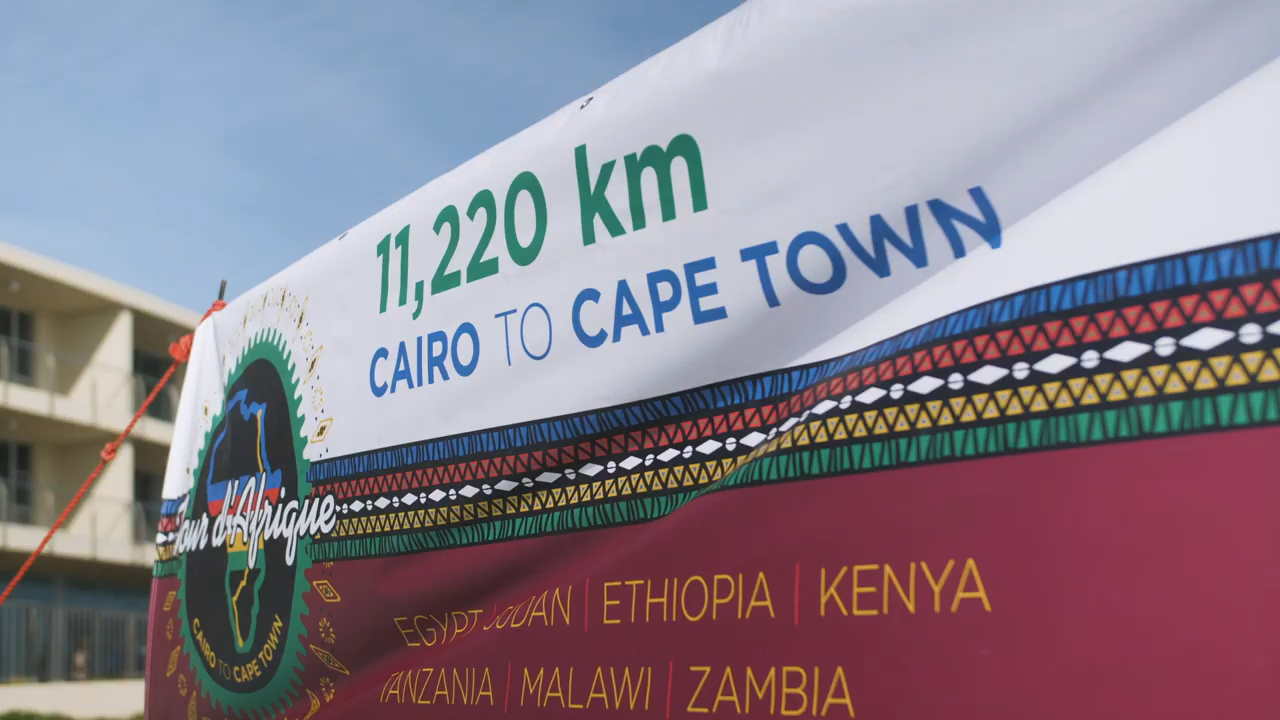 11,220 km
CAIRO TO CAPE TOWN
Tour d'Afrique
CAIRO TO CAPE TOWN
EGYPT | SUDAN | ETHIOPIA | KENYA
TANZANIA | MALAWI | ZAMBIA